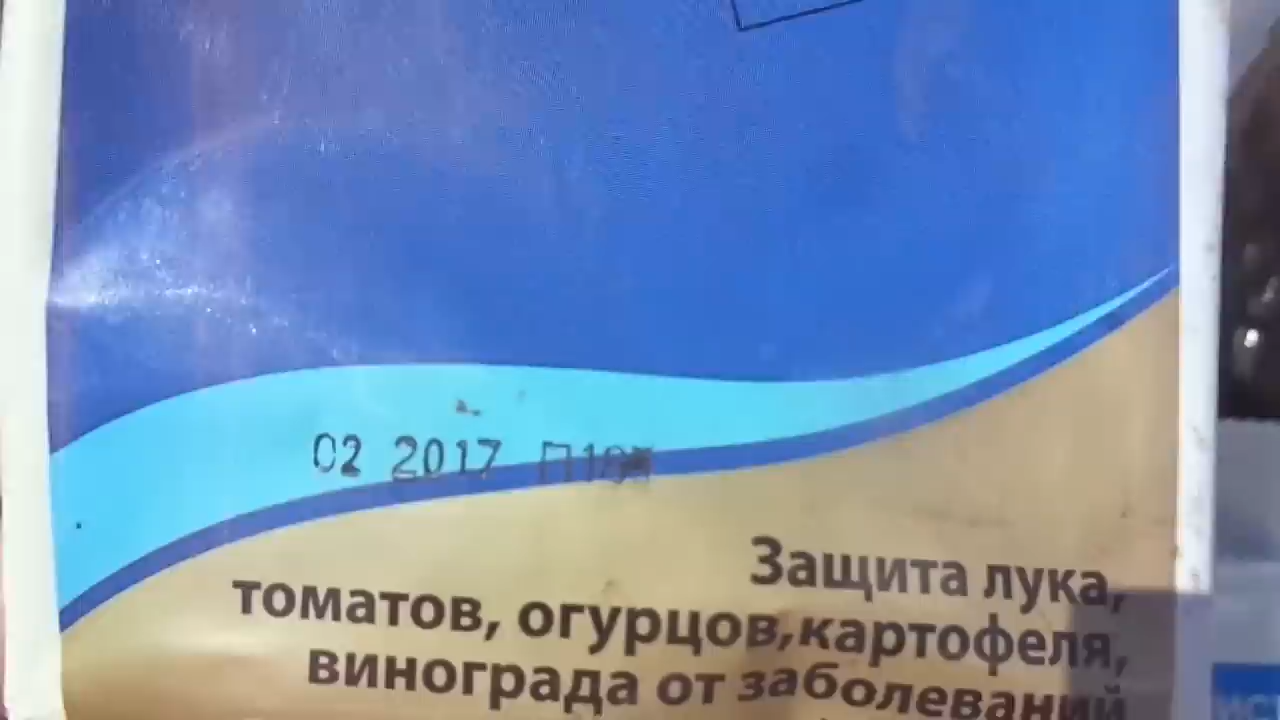 02 2017
Защита лука,
томатов, огурцов,картофеля,
винограда от заболеваний